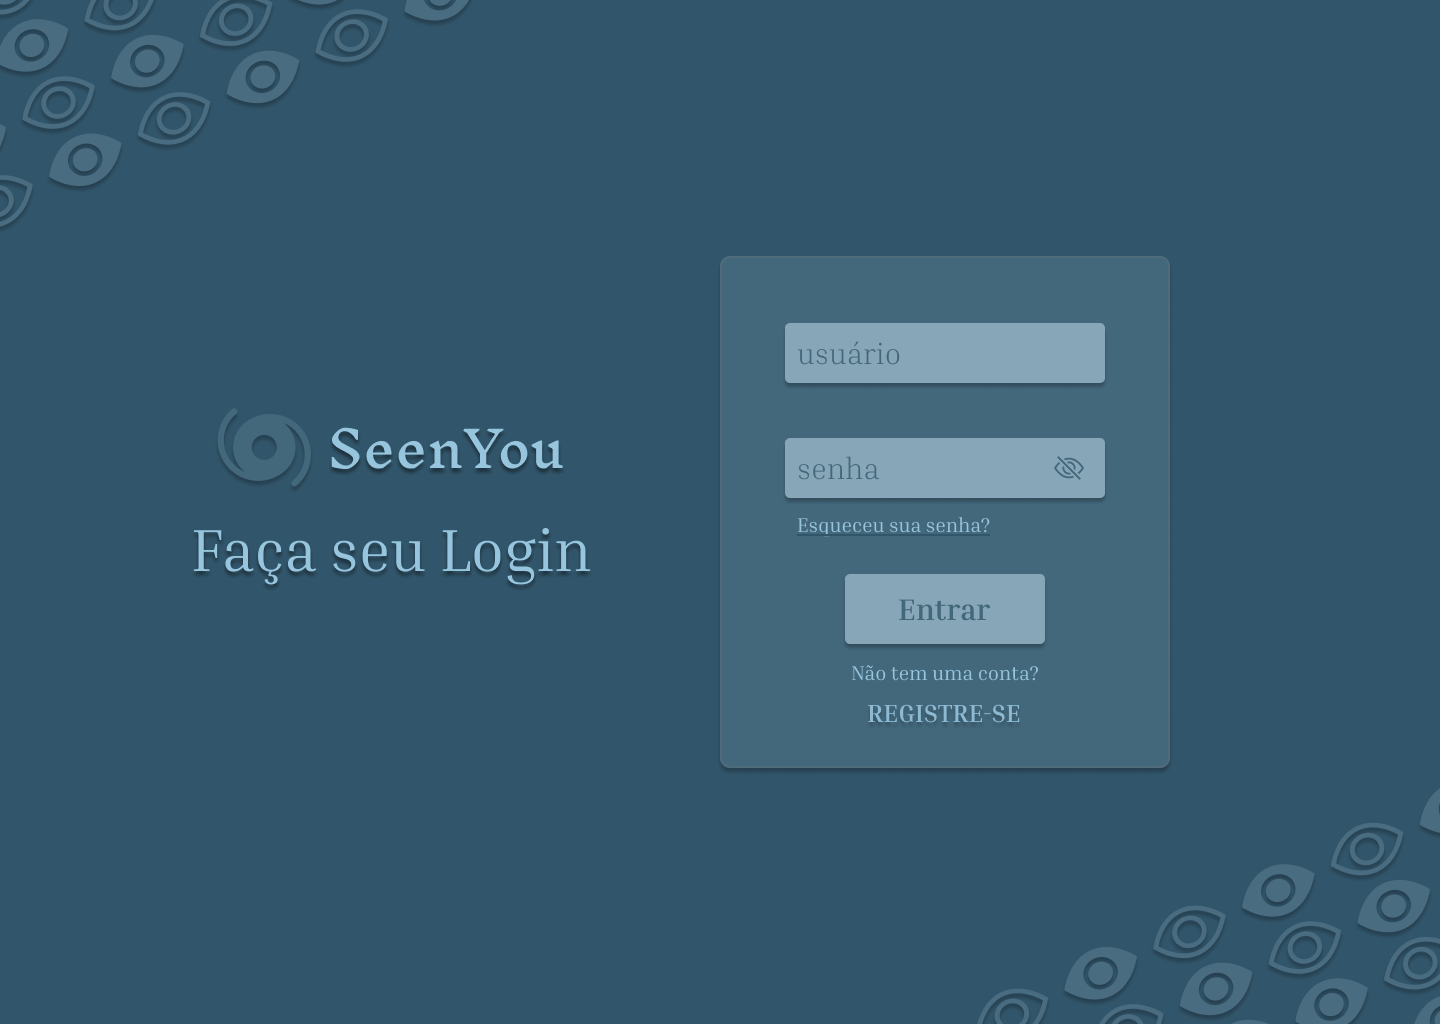 SeenYou
Faça seu Login
usuário
senha
Esqueceu sua senha?
Entrar
Não tem uma conta?
REGISTRE-SE